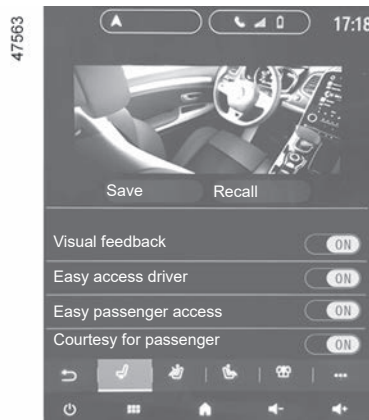 47563
17:18
Save Recall
Visual feedback ON
Easy access driver ON
Easy passenger access ON
Courtesy for passenger ON